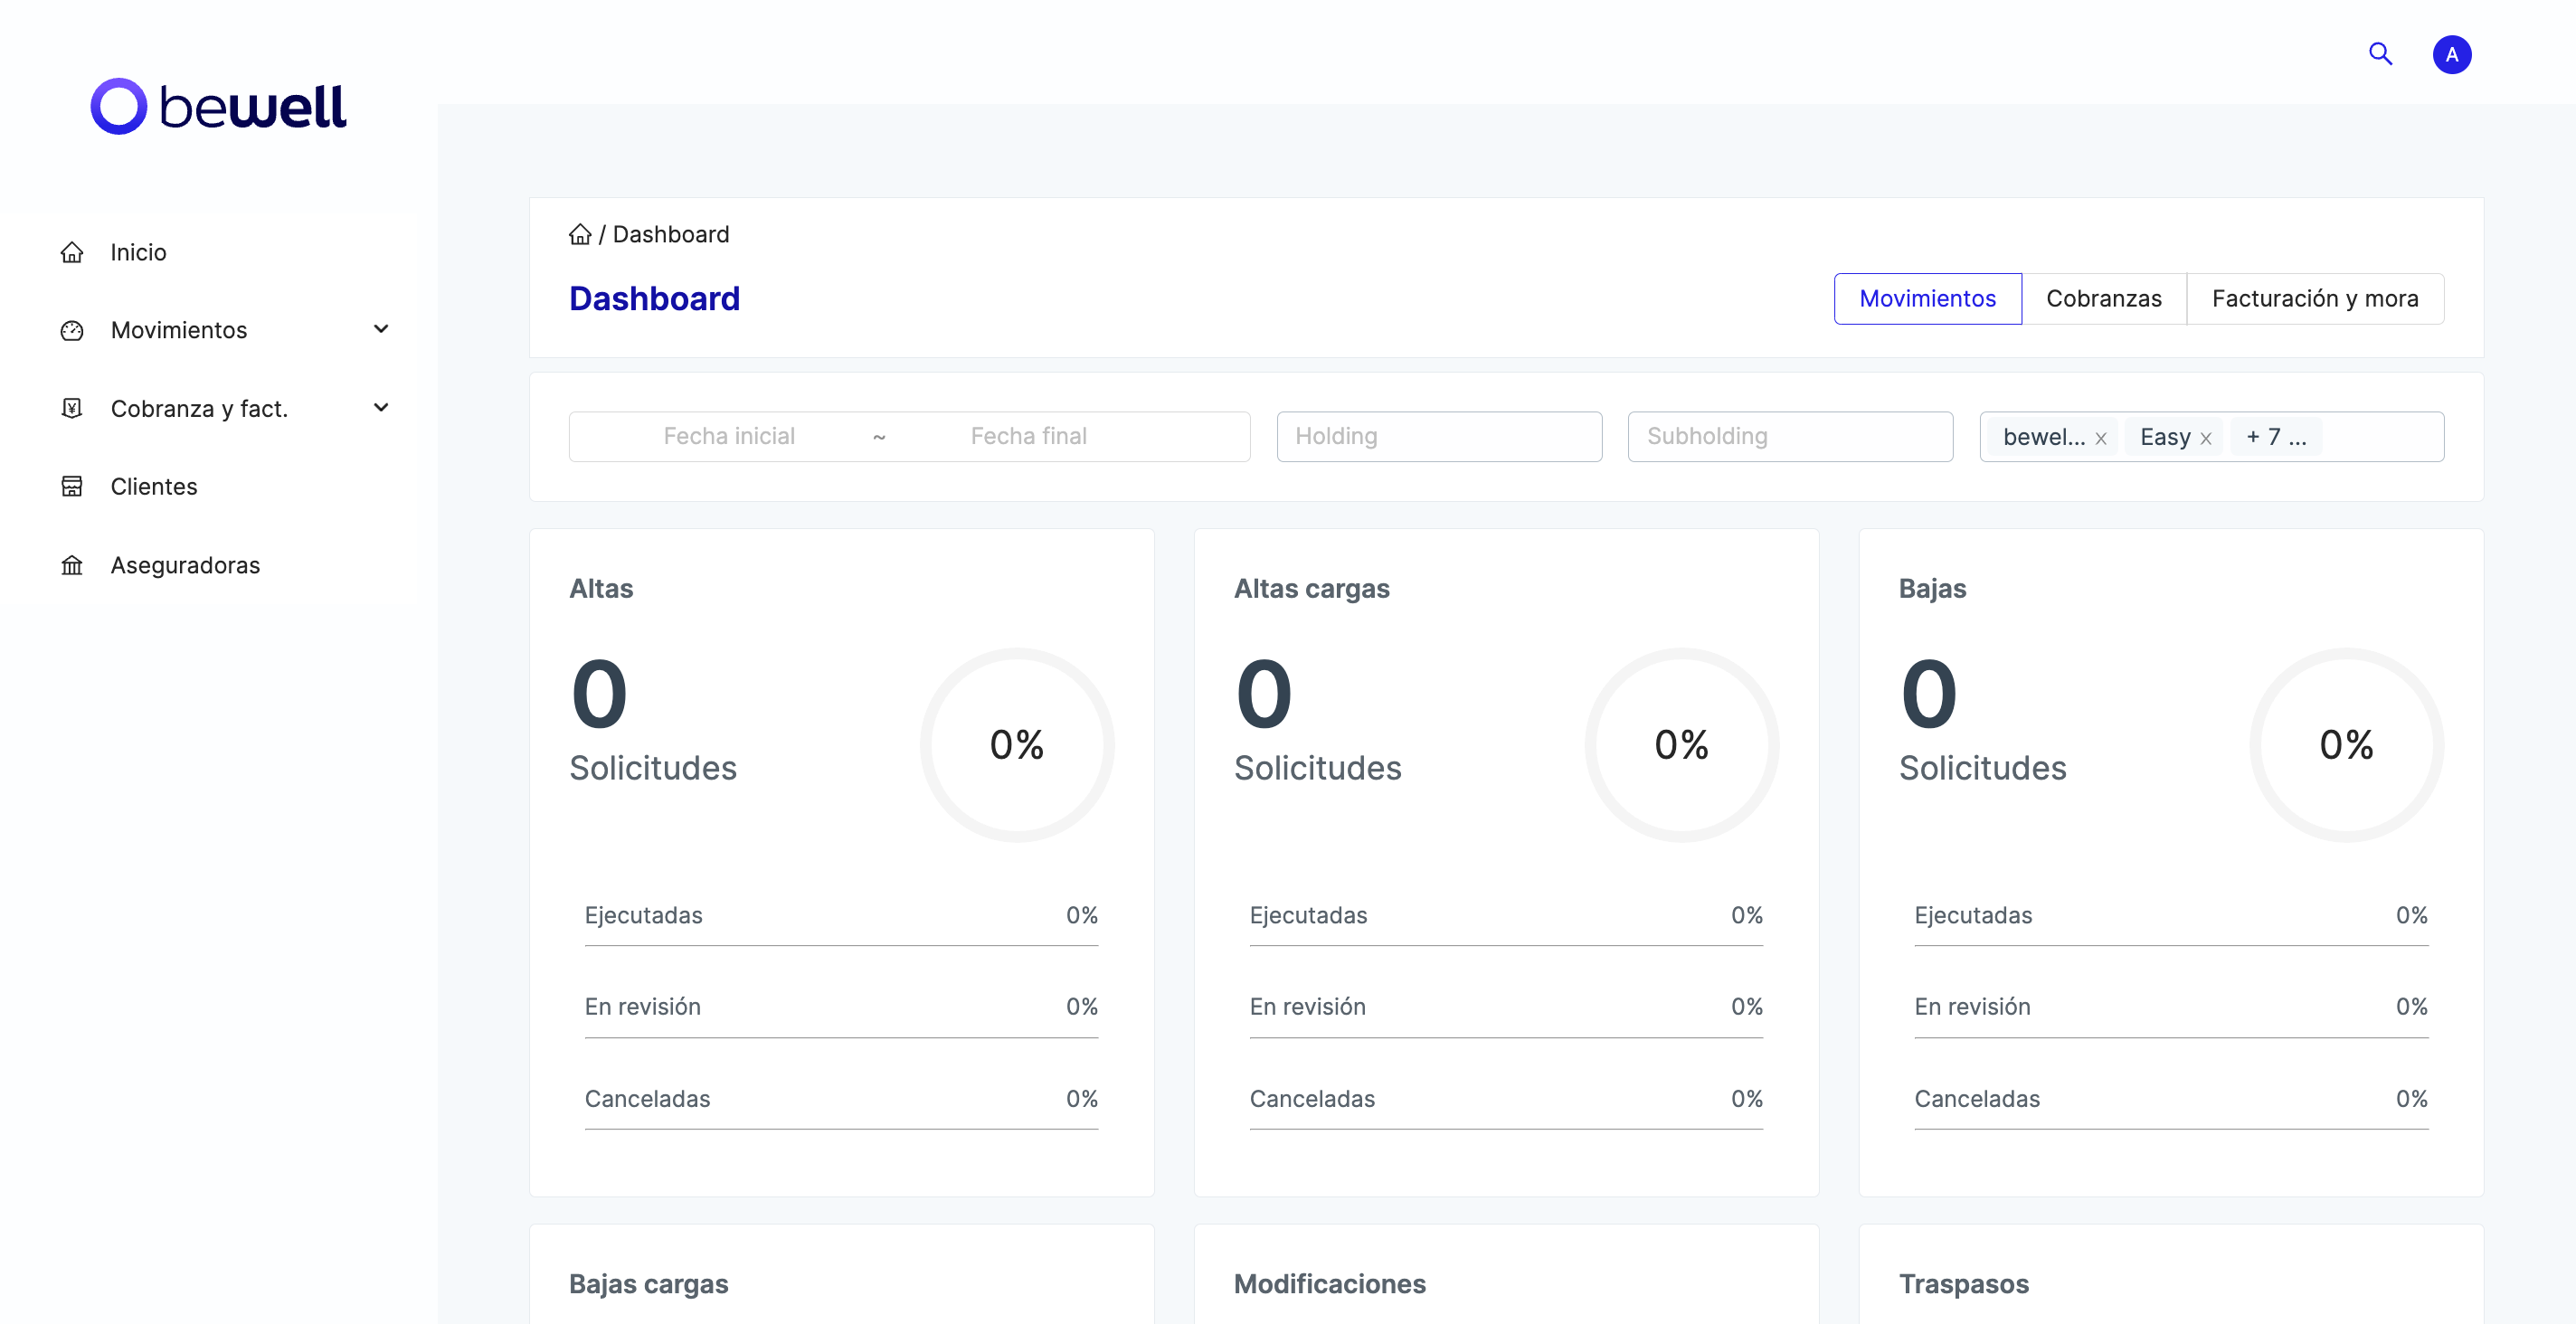 A
bewell
Inicio
Movimientos
Cobranza y fact.
Clientes
Aseguradoras
/ Dashboard
Dashboard
Movimientos
Cobranzas
Facturación y mora
Fecha inicial ~ Fecha final
Holding
Subholding
bewel... x Easy x + 7 ...
Altas
0
Solicitudes
0%
Ejecutadas 0%
En revisión 0%
Canceladas 0%
Altas cargas
0
Solicitudes
0%
Ejecutadas 0%
En revisión 0%
Canceladas 0%
Bajas
0
Solicitudes
0%
Ejecutadas 0%
En revisión 0%
Canceladas 0%
Bajas cargas
Modificaciones
Traspasos